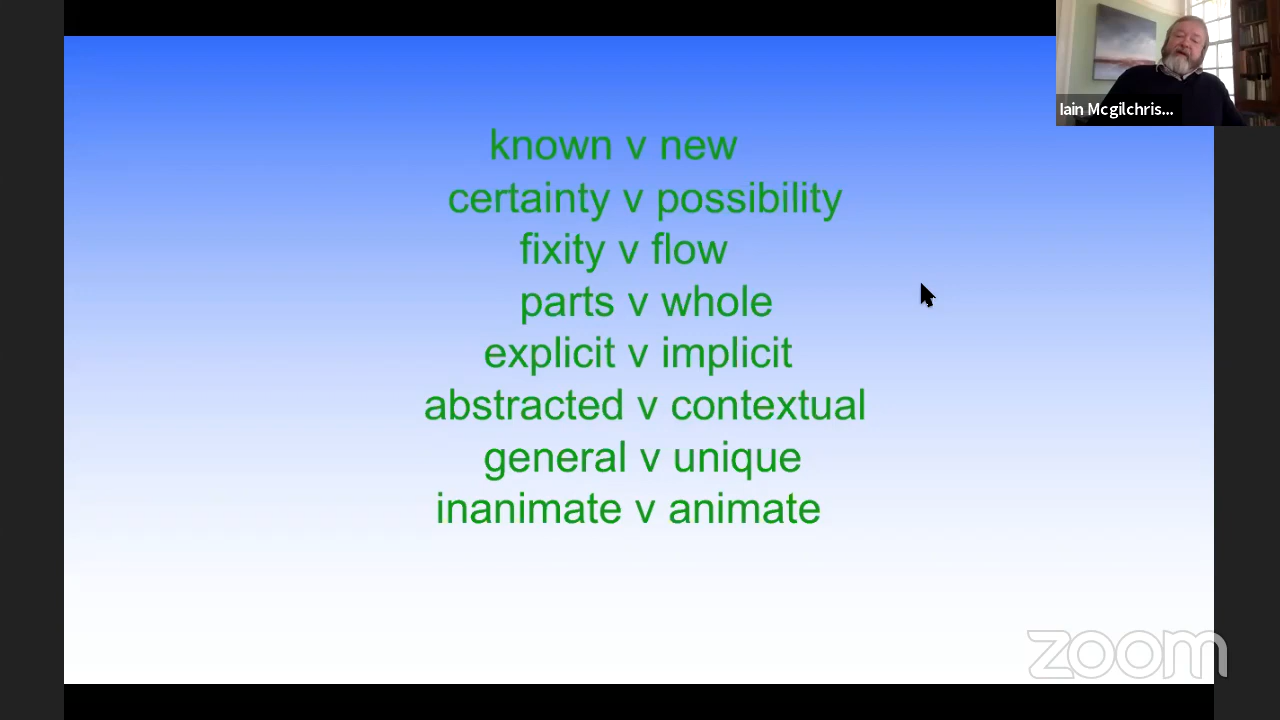 Iain Mcgilchris...
known v new
certainty v possibility
fixity v flow
parts v whole
explicit v implicit
abstracted v contextual
general v unique
inanimate v animate
zoom